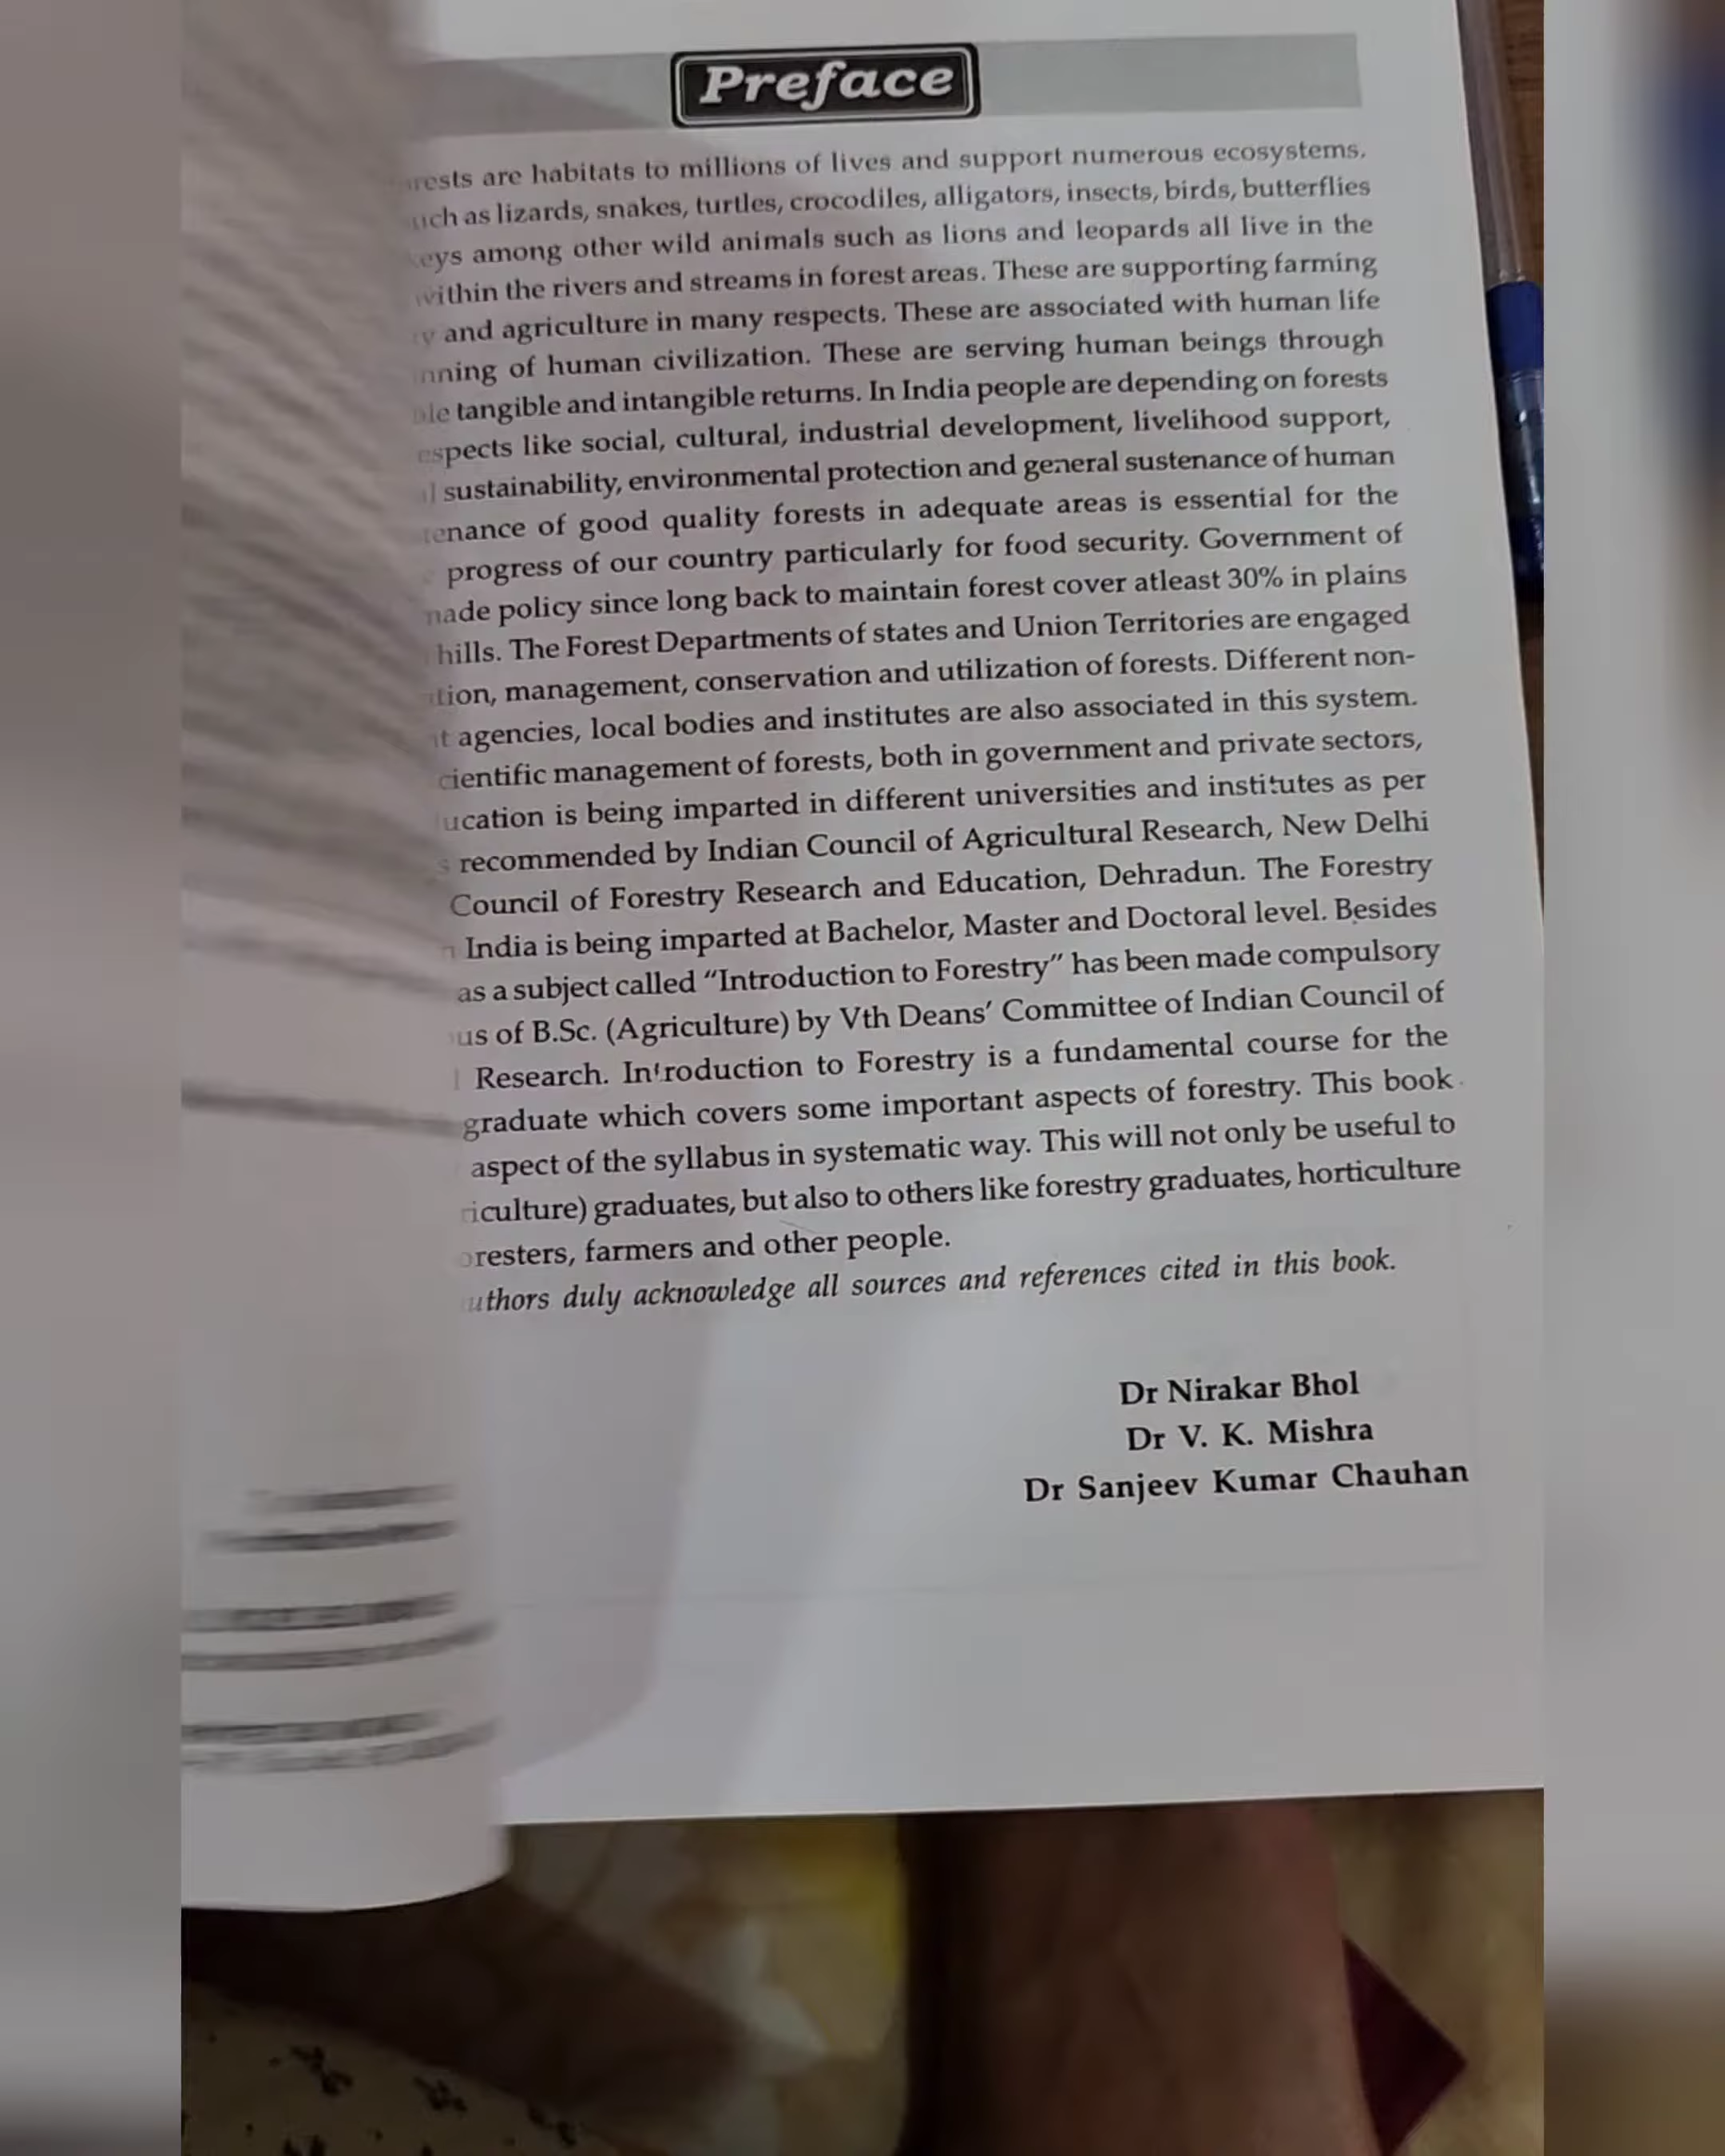 Preface
are habitats to millions of lives and support numerous ecosystems.
as lizards, snakes, turtles, crocodiles, alligators, insects, birds, butterflies
among other wild animals such as lions and leopards all live in the
within the rivers and streams in forest areas. These are supporting farming
and agriculture in many respects. These are associated with human life
of human civilization. These are serving human beings through
tangible and intangible returns. In India people are depending on forests
like social, cultural, industrial development, livelihood support,
sustainability, environmental protection and general sustenance of human
of good quality forests in adequate areas is essential for the
progress of our country particularly for food security. Government of
policy since long back to maintain forest cover atleast 30% in plains
hills. The Forest Departments of states and Union Territories are engaged
management, conservation and utilization of forests. Different non-
agencies, local bodies and institutes are also associated in this system.
management of forests, both in government and private sectors,
is being imparted in different universities and institutes as per
recommended by Indian Council of Agricultural Research, New Delhi
Council of Forestry Research and Education, Dehradun. The Forestry
India is being imparted at Bachelor, Master and Doctoral level. Besides
as a subject called "Introduction to Forestry" has been made compulsory
of B.Sc. (Agriculture) by Vth Deans' Committee of Indian Council of
Research. Introduction to Forestry is a fundamental course for the
graduate which covers some important aspects of forestry. This book
aspect of the syllabus in systematic way. This will not only be useful to
graduates, but also to others like forestry graduates, horticulture
farmers and other people.
duly acknowledge all sources and references cited in this book.
Dr Nirakar Bhol
Dr V. K. Mishra
Dr Sanjeev Kumar Chauhan